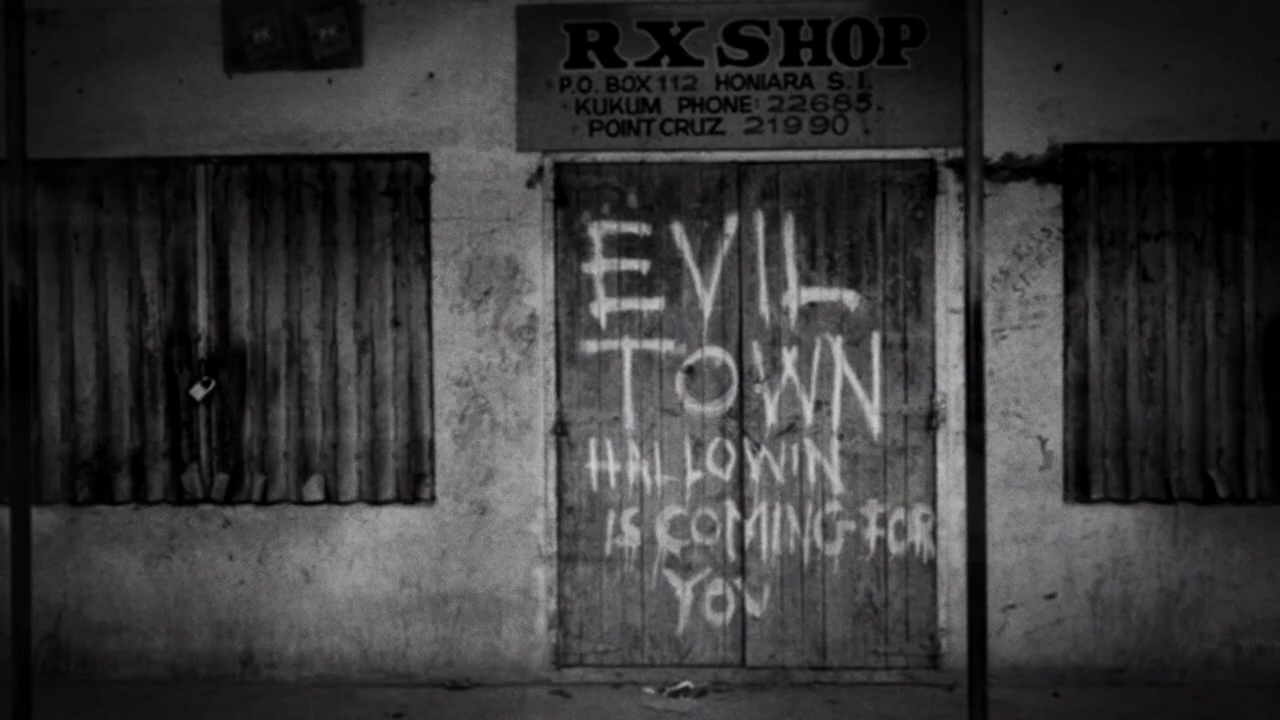 RX SHOP
P.O. BOX 112 HONIARA S.I.
KUKUM PHONE: 22685.
POINT CRUZ. 21990.
EVIL
TOWN
HALLOWIN
IS COMING FOR
YOU